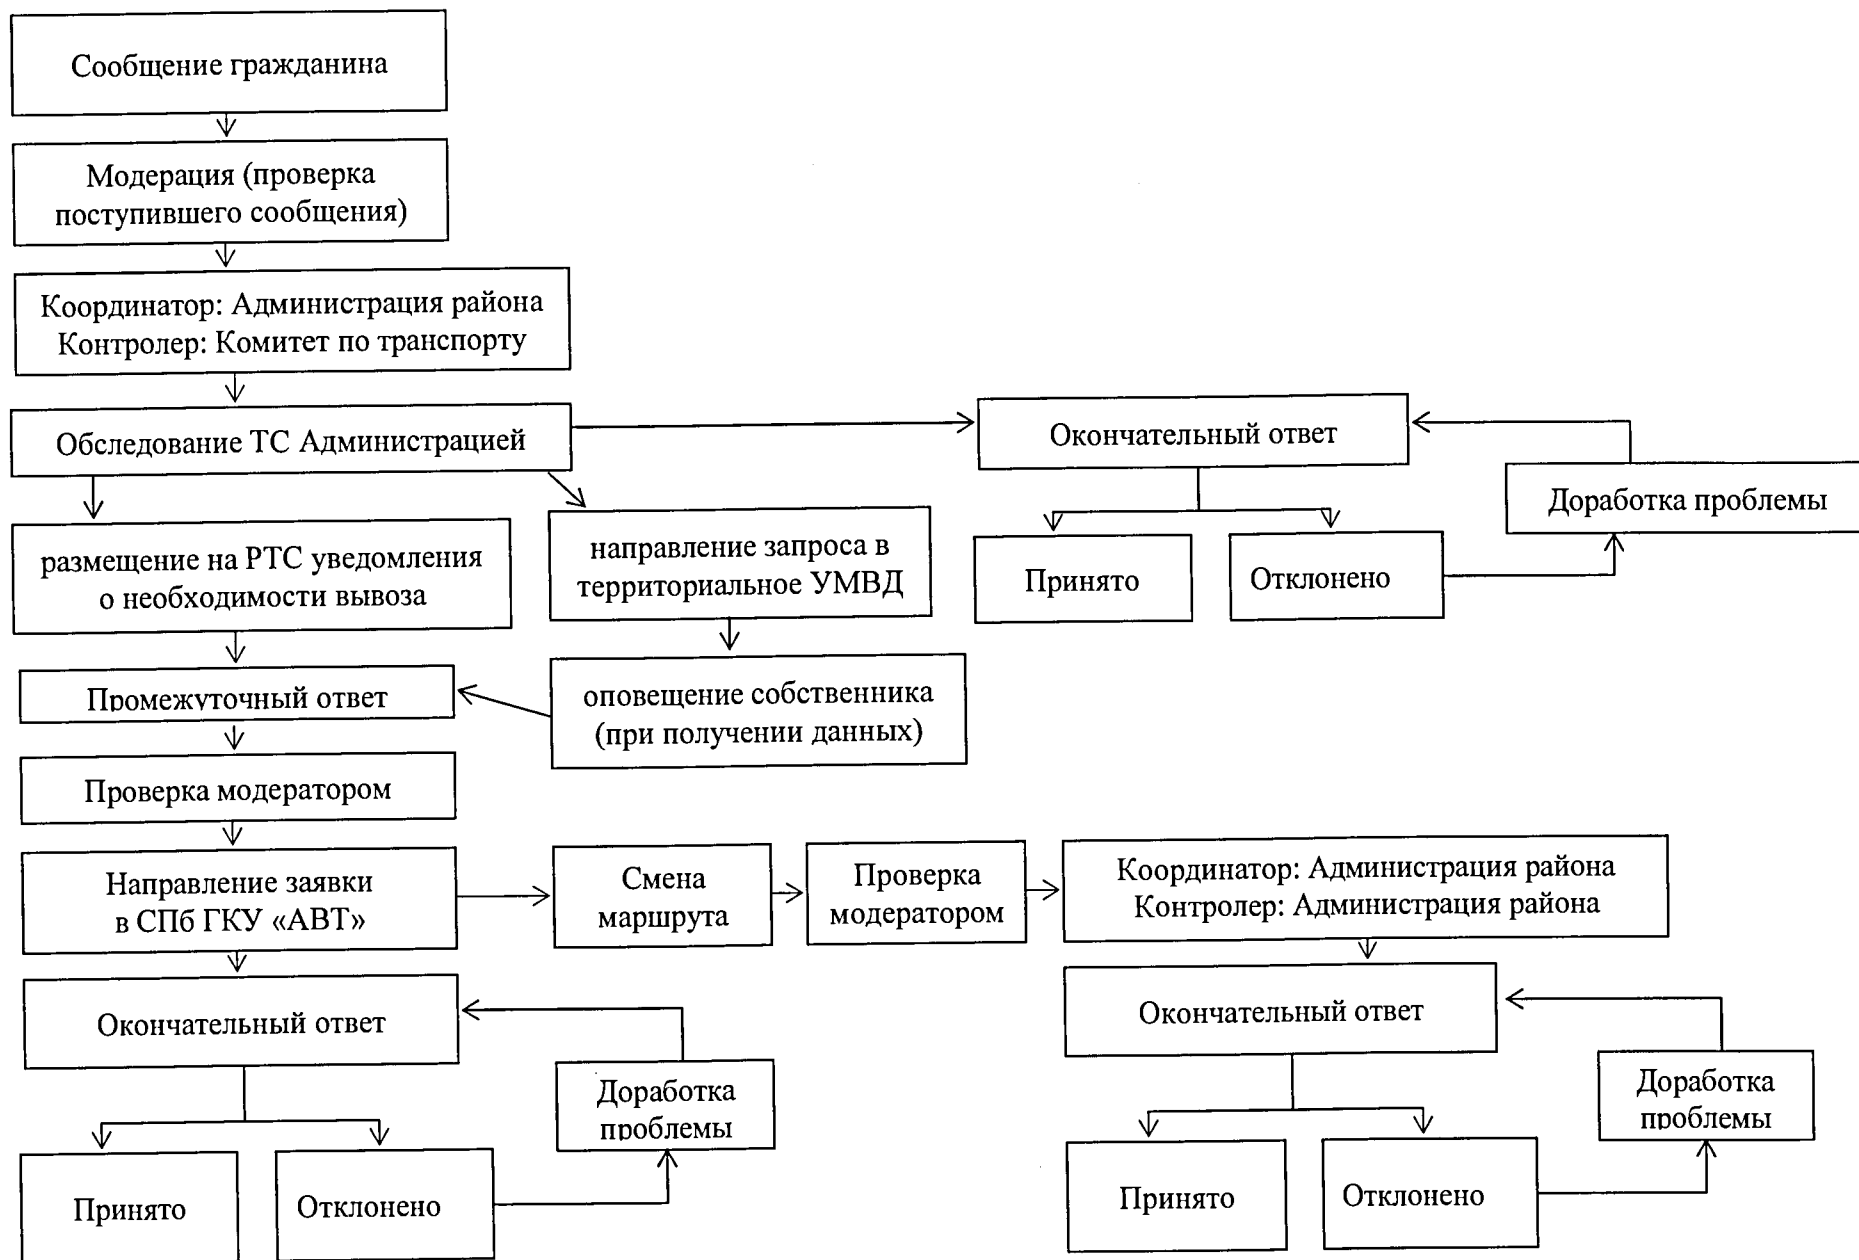 Сообщение гражданина
Модерация (проверка
поступившего сообщения)
Координатор: Администрация района
Контролер: Комитет по транспорту
Обследование ТС Администрацией
Окончательный ответ
Доработка проблемы
Принято
Отклонено
размещение на РТС уведомления
о необходимости вывоза
направление запроса в
территориальное УМВД
Промежуточный ответ
оповещение собственника
(при получении данных)
Проверка модератором
Направление заявки
в СПб ГКУ «АВТ»
Смена
маршрута
Проверка
модератором
Координатор: Администрация района
Контролер: Администрация района
Окончательный ответ
Доработка
проблемы
Принято
Отклонено
Окончательный ответ
Доработка
проблемы
Принято
Отклонено